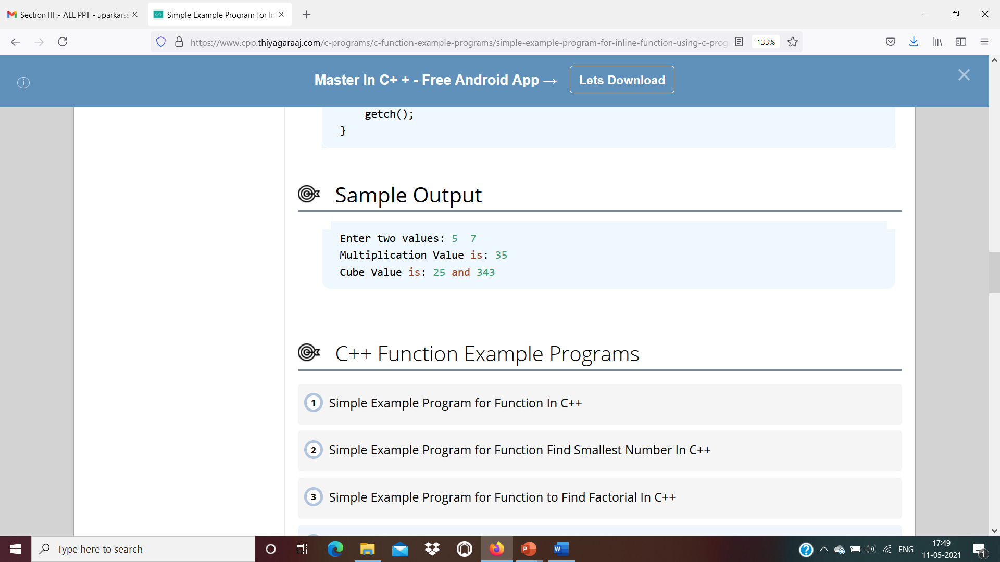 Section III :- ALL PPT - uparkarss
Simple Example Program for Inl
https://www.cpp.thiyagaraaj.com/c-programs/c-function-example-programs/simple-example-program-for-inline-function-using-c-prog
133%
Master In C+ + - Free Android App →
Lets Download
getch();
}
Sample Output
Enter two values: 5 7
Multiplication Value is: 35
Cube Value is: 25 and 343
C++ Function Example Programs
1 Simple Example Program for Function In C++
2 Simple Example Program for Function Find Smallest Number In C++
3 Simple Example Program for Function to Find Factorial In C++
Type here to search
ENG
17:49
11-05-2021
1